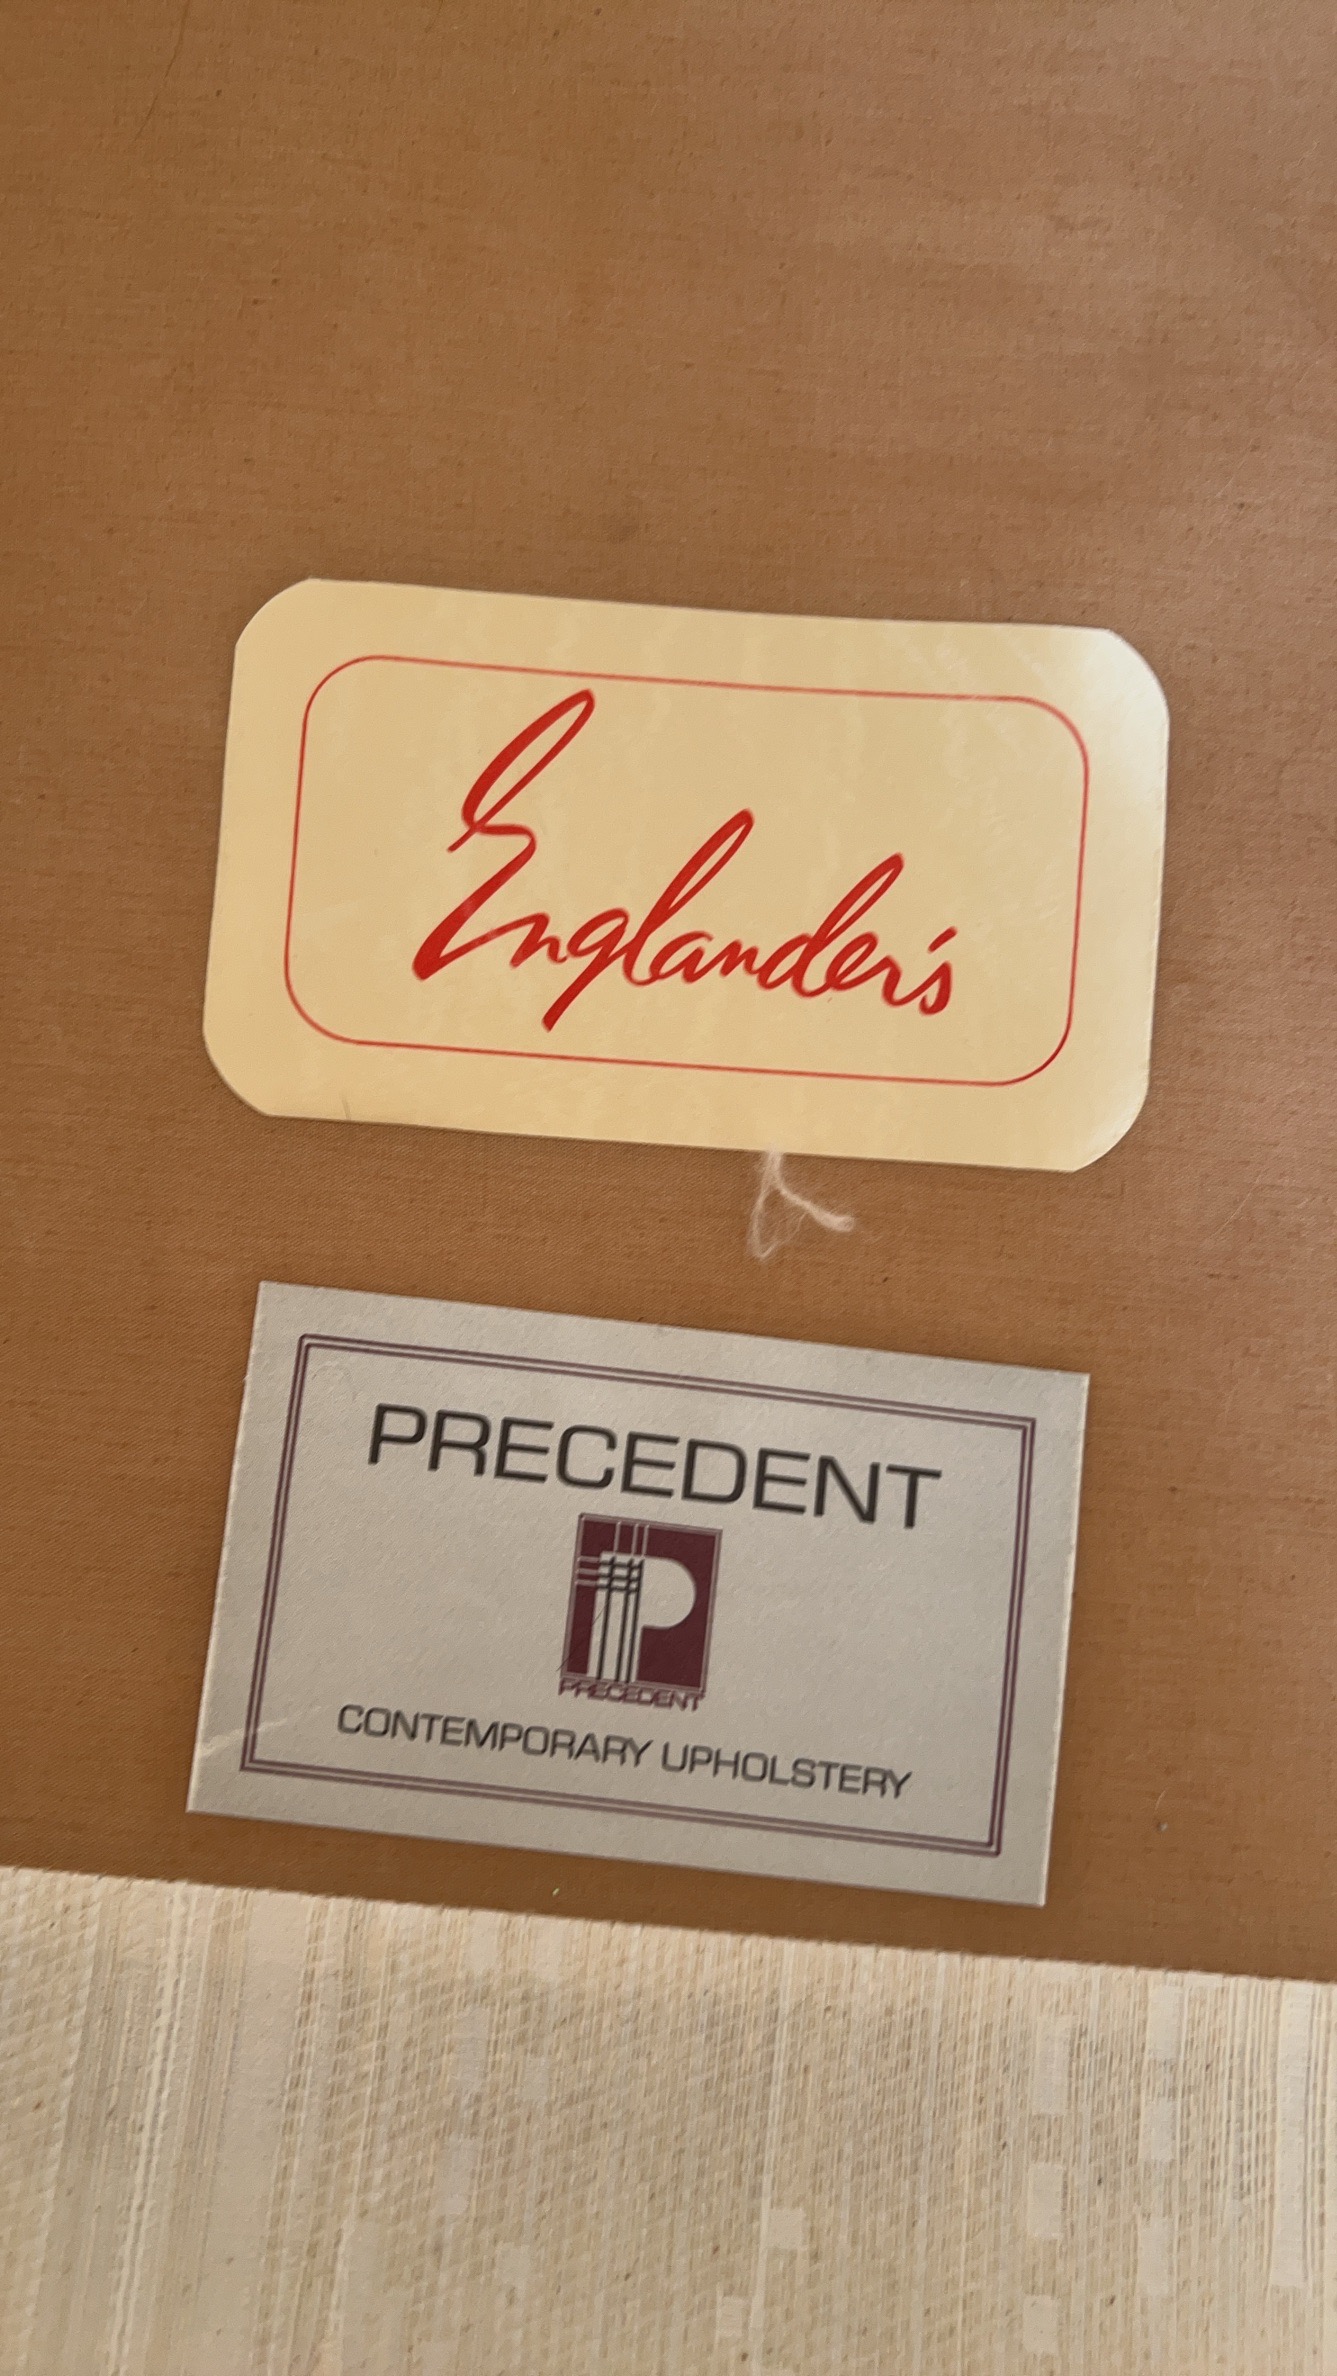 Englander's
PRECEDENT
PRECEDENT
CONTEMPORARY UPHOLSTERY